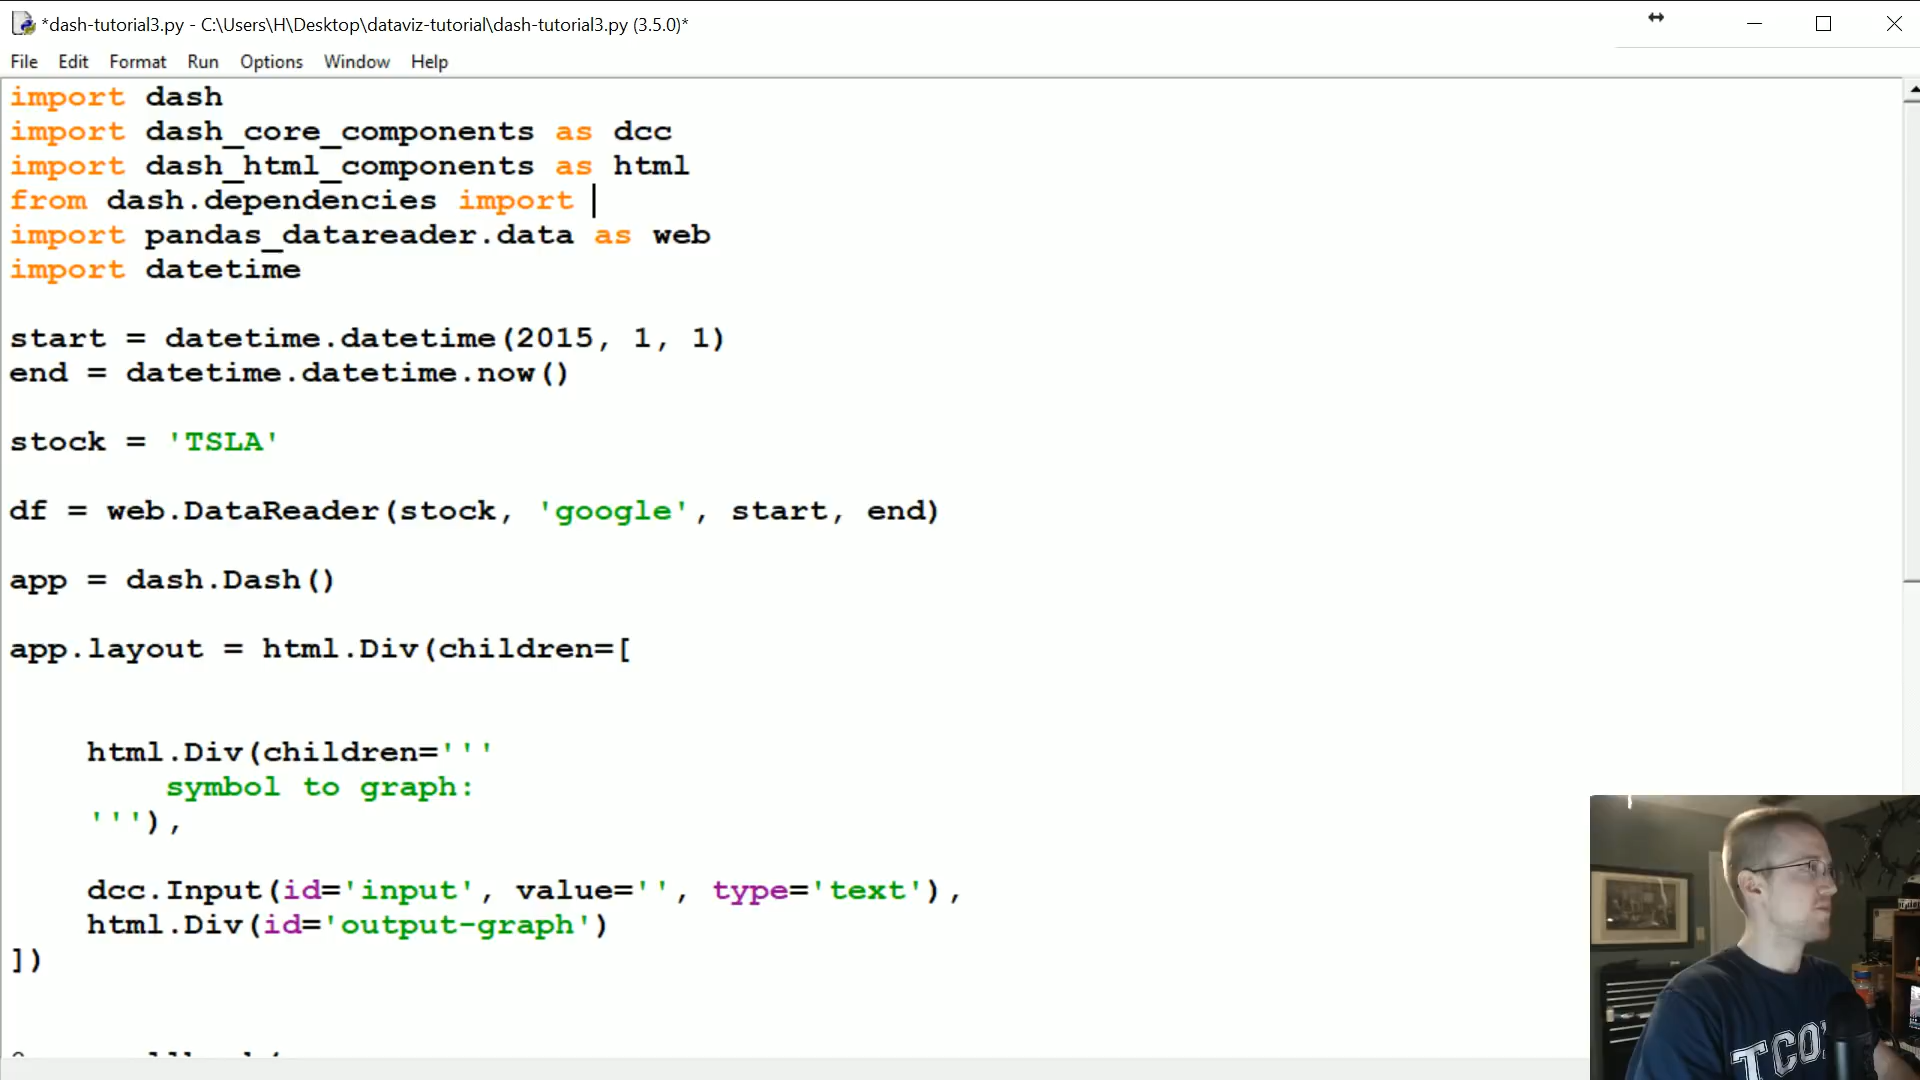 *dash-tutorial3.py - C:\Users\H\Desktop\dataviz-tutorial\dash-tutorial3.py (3.5.0)*
File Edit Format Run Options Window Help
import dash
import dash_core_components as dcc
import dash_html_components as html
from dash.dependencies import
import pandas_datareader.data as web
import datetime
start = datetime.datetime(2015, 1, 1)
end = datetime.datetime.now()
stock = 'TSLA'
df = web.DataReader(stock, 'google', start, end)
app = dash.Dash()
app.layout = html.Div(children=[
html.Div(children='''
symbol to graph:
'''),
dcc.Input(id='input', value='', type='text'),
html.Div(id='output-graph')
])